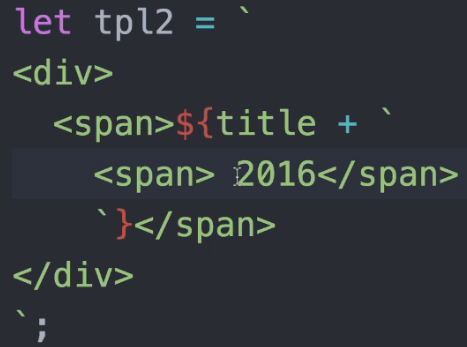 let tpl2 = `
<div>
  <span>${title + `
    <span> 2016</span>
    `}</span>
</div>
`;